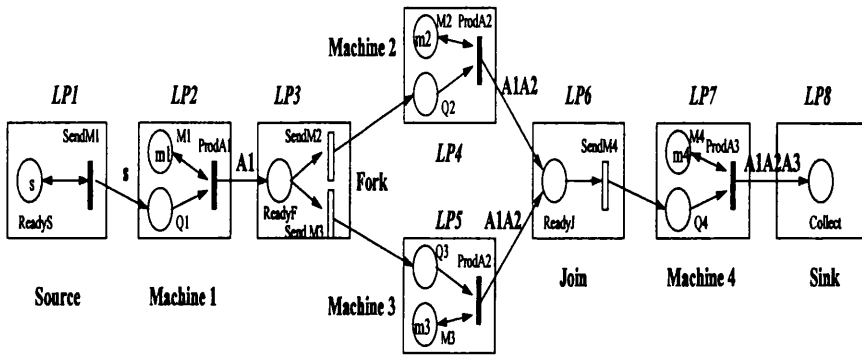 LP1
SendM1
s
ReadyS
Source
s
LP2
M1
m1
ProdA1
Q1
Machine 1
A1
LP3
SendM2
ReadyF
Send M3
Fork
Machine 2
M2
m2
ProdA2
Q2
LP4
A1A2
LP5
Q3
ProdA2
m3
M3
Machine 3
A1A2
LP6
SendM4
ReadyJ
Join
LP7
M4
m4
ProdA3
Q4
Machine 4
A1A2A3
LP8
Collect
Sink